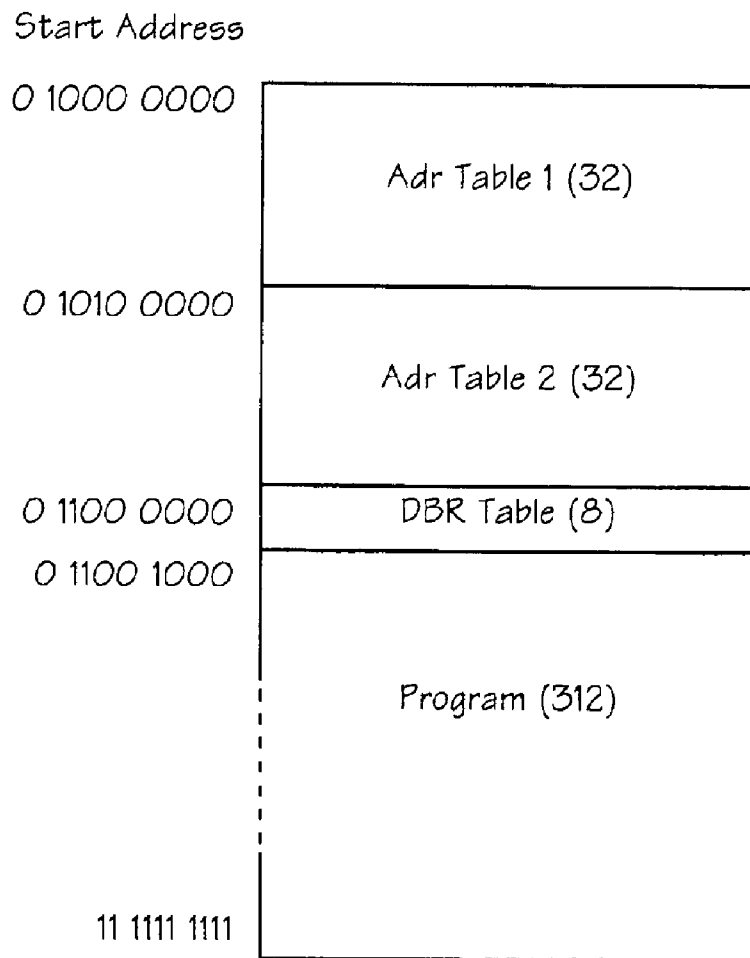 Start Address
0 1000 0000
Adr Table 1 (32)
0 1010 0000
Adr Table 2 (32)
0 1100 0000
DBR Table (8)
0 1100 1000
Program (312)
11 1111 1111